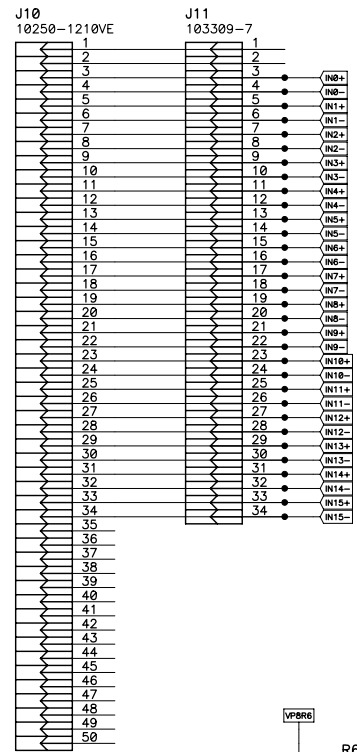 J10 J11
10250-1210VE 103309-7
1 1
2 2
3 3 IN0+
4 4 IN0-
5 5 IN1+
6 6 IN1-
7 7 IN2+
8 8 IN2-
9 9 IN3+
10 10 IN3-
11 11 IN4+
12 12 IN4-
13 13 IN5+
14 14 IN5-
15 15 IN6+
16 16 IN6-
17 17 IN7+
18 18 IN7-
19 19 IN8+
20 20 IN8-
21 21 IN9+
22 22 IN9-
23 23 IN10+
24 24 IN10-
25 25 IN11+
26 26 IN11-
27 27 IN12+
28 28 IN12-
29 29 IN13+
30 30 IN13-
31 31 IN14+
32 32 IN14-
33 33 IN15+
34 34 IN15-
35
36
37
38
39
40
41
42
43
44
45
46
47
48
49
50
VP8R6
R6